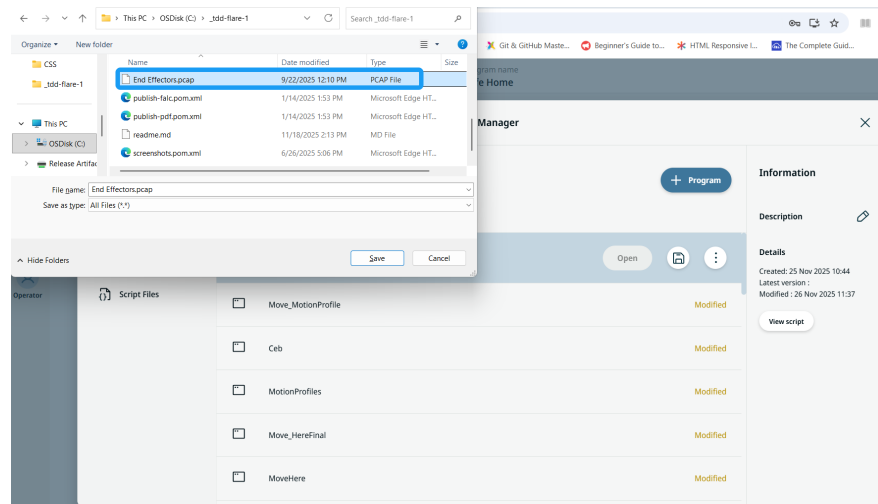 This PC > OSDisk (C:) > _tdd-flare-1
Search _tdd-flare-1
Organize
New folder
CSS
_tdd-flare-1
This PC
OSDisk (C:)
Release Artifac
Name
Date modified
Type
Size
End Effectors.pcap
9/22/2025 12:10 PM
PCAP File
publish-falc.pom.xml
1/14/2025 1:53 PM
Microsoft Edge HT...
publish-pdf.pom.xml
1/14/2025 1:53 PM
Microsoft Edge HT...
readme.md
11/18/2025 2:13 PM
MD File
screenshots.pom.xml
6/26/2025 5:06 PM
Microsoft Edge HT...
File name:
End Effectors.pcap
Save as type:
All Files (*.*)
Hide Folders
Save
Cancel
Git & GitHub Maste...
Beginner's Guide to...
HTML Responsive I...
The Complete Guid...
gram name
e Home
Manager
+ Program
Open
Operator
{} Script Files
Move_MotionProfile
Modified
Ceb
Modified
MotionProfiles
Modified
Move_HereFinal
Modified
MoveHere
Modified
Information
Description
Details
Created: 25 Nov 2025 10:44
Latest version :
Modified : 26 Nov 2025 11:37
View script